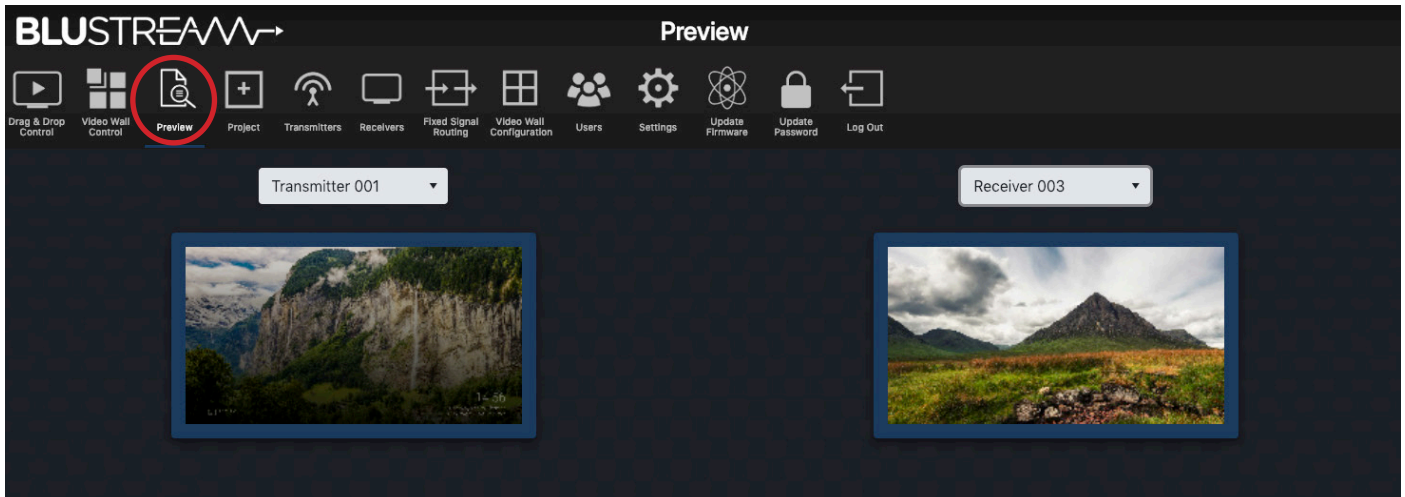 BLUSTREAM
Preview
Drag & Drop
Control
Video Wall
Control
Preview
Project
Transmitters
Receivers
Fixed Signal
Routing
Video Wall
Configuration
Users
Settings
Update
Firmware
Update
Password
Log Out
Transmitter 001
Receiver 003